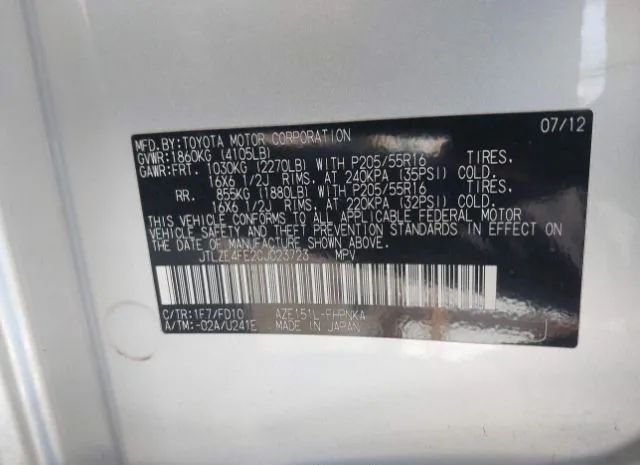 07/12
MFD.BY:TOYOTA MOTOR CORPORATION
GVWR:1860KG (4105LB)
GAWR:FRT. 1030KG (2270LB) WITH P205/55R16 TIRES,
16X6 1/2J RIMS, AT 240KPA (35PSI) COLD.
RR. 855KG (1880LB) WITH P205/55R16 TIRES,
16X6 1/2J RIMS, AT 220KPA (32PSI) COLD.
THIS VEHICLE CONFORMS TO ALL APPLICABLE FEDERAL MOTOR
VEHICLE SAFETY AND THEFT PREVENTION STANDARDS IN EFFECT ON
THE DATE OF MANUFACTURE SHOWN ABOVE.
JTLZE4FE2CJ023723 MPV
C/TR:1F7/FD10 AZE151L-FHPNKA
A/TM:-02A/U241E MADE IN JAPAN